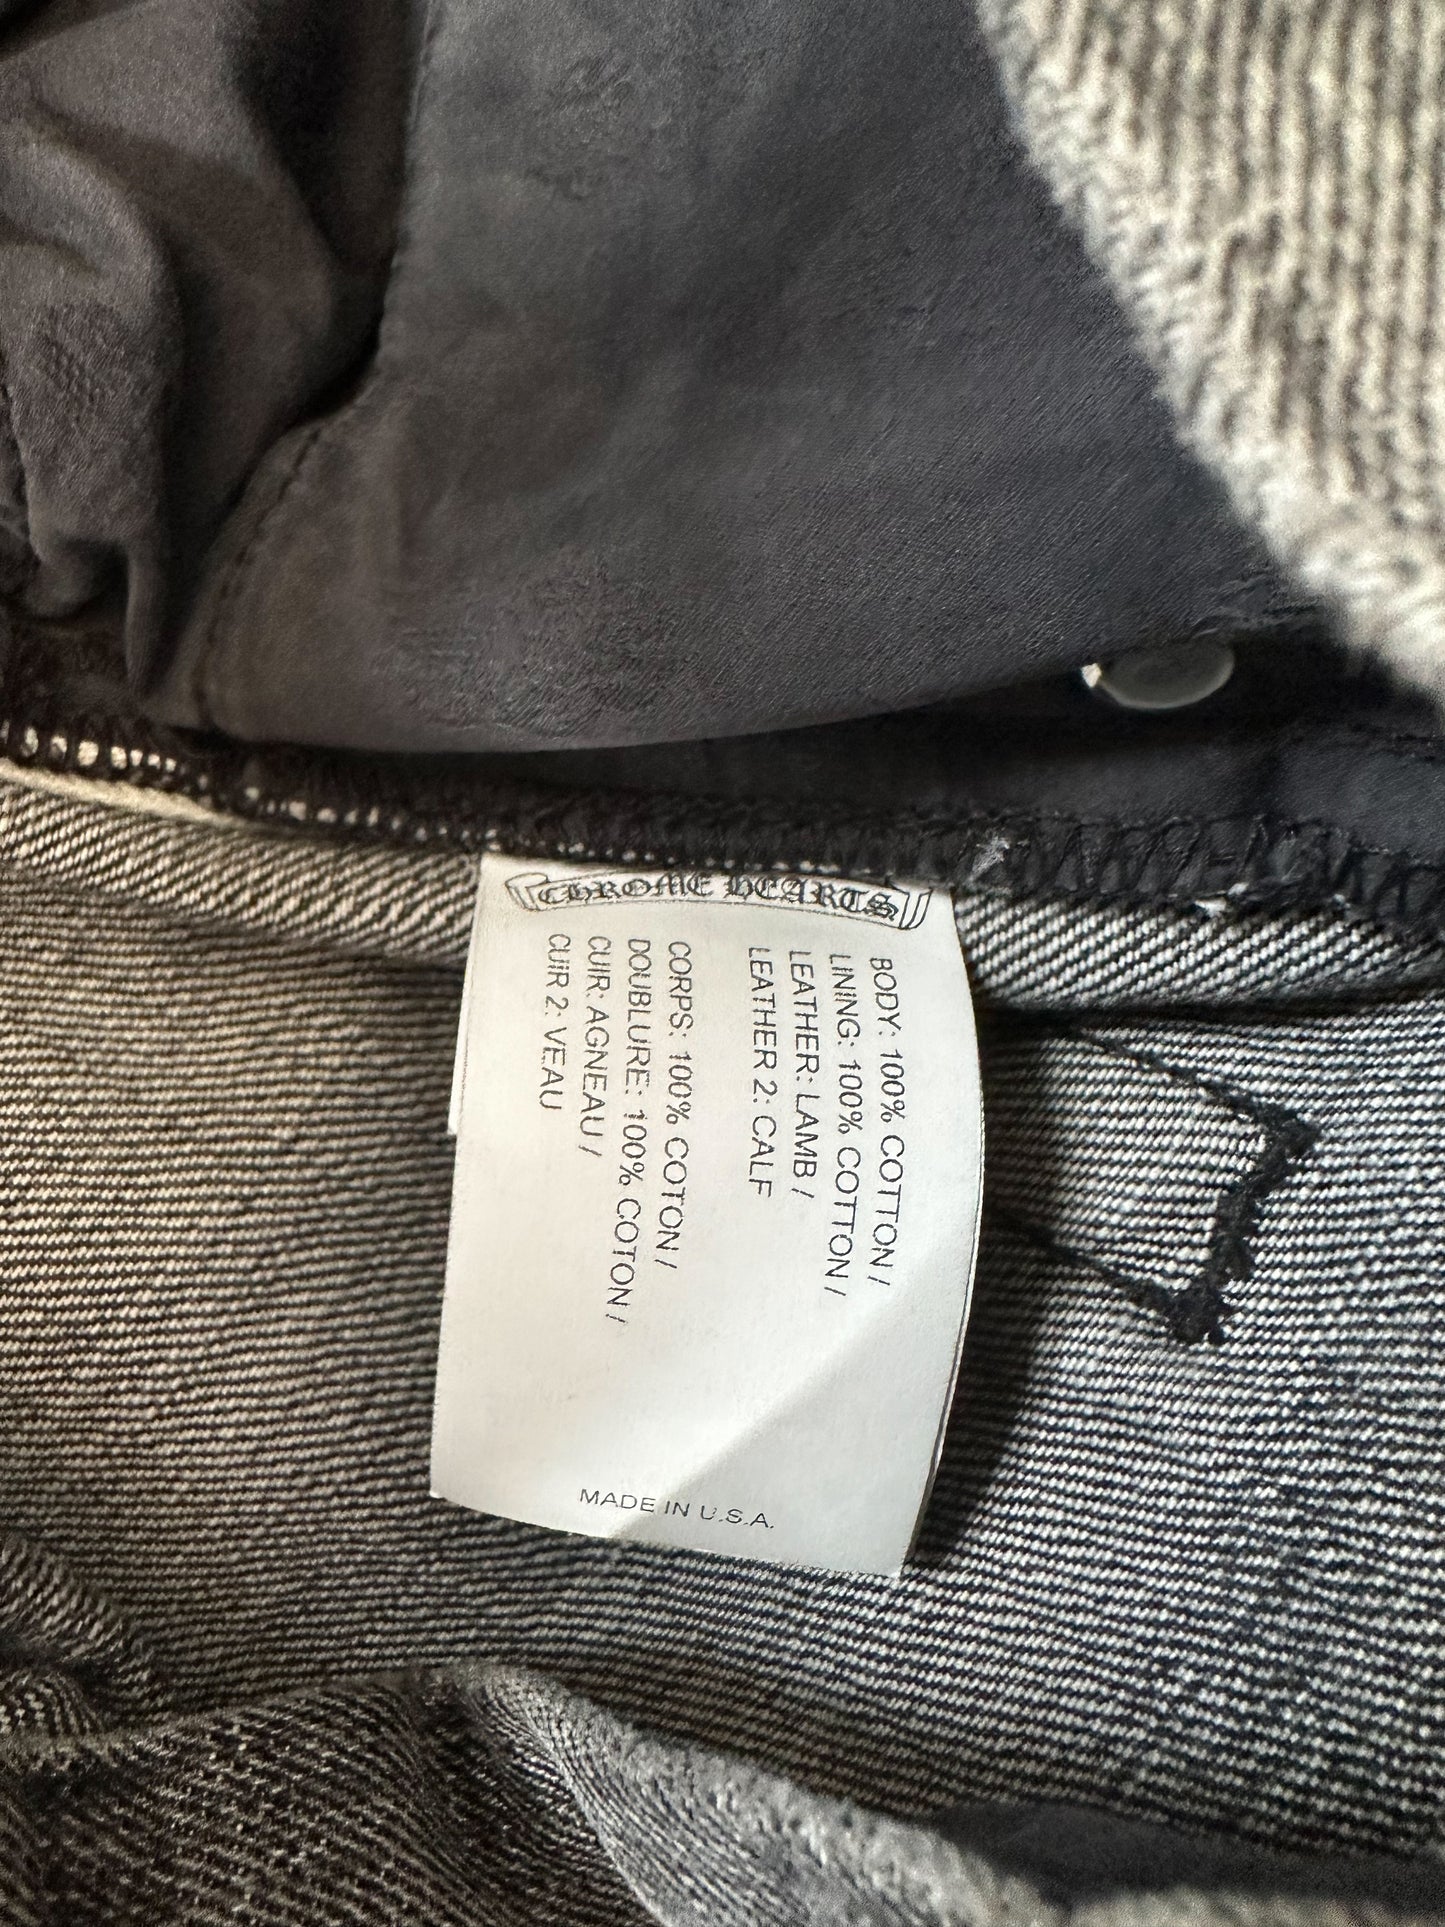 CHROME HEARTS
BODY: 100% COTTON /
LINING: 100% COTTON /
LEATHER: LAMB /
LEATHER 2: CALF
CORPS: 100% COTON /
DOUBLURE: 100% COTON /
CUIR: AGNEAU /
CUIR 2: VEAU
MADE IN U.S.A.